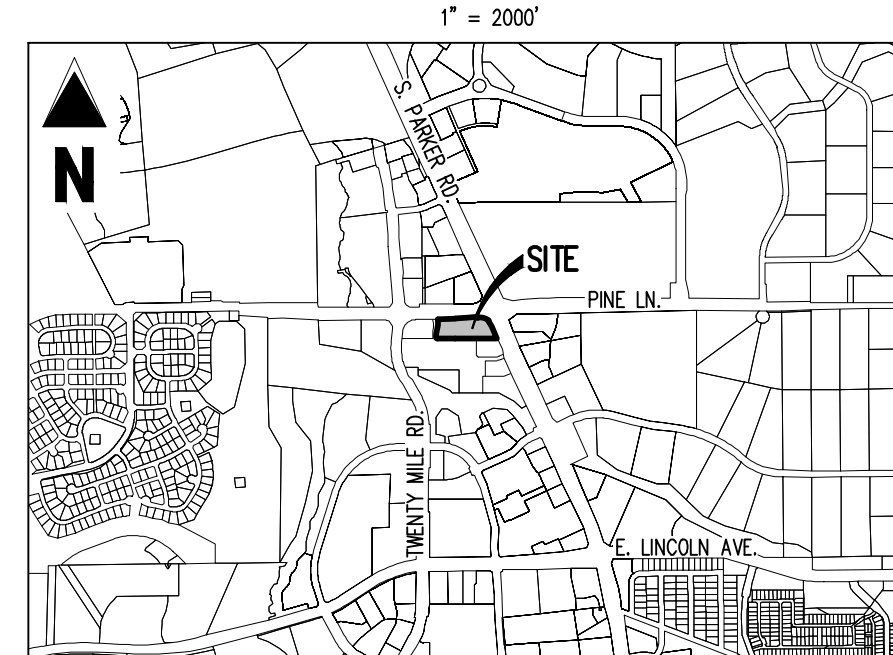 1" = 2000'
N
S. PARKER RD.
SITE
PINE LN.
TWENTY MILE RD.
E. LINCOLN AVE.